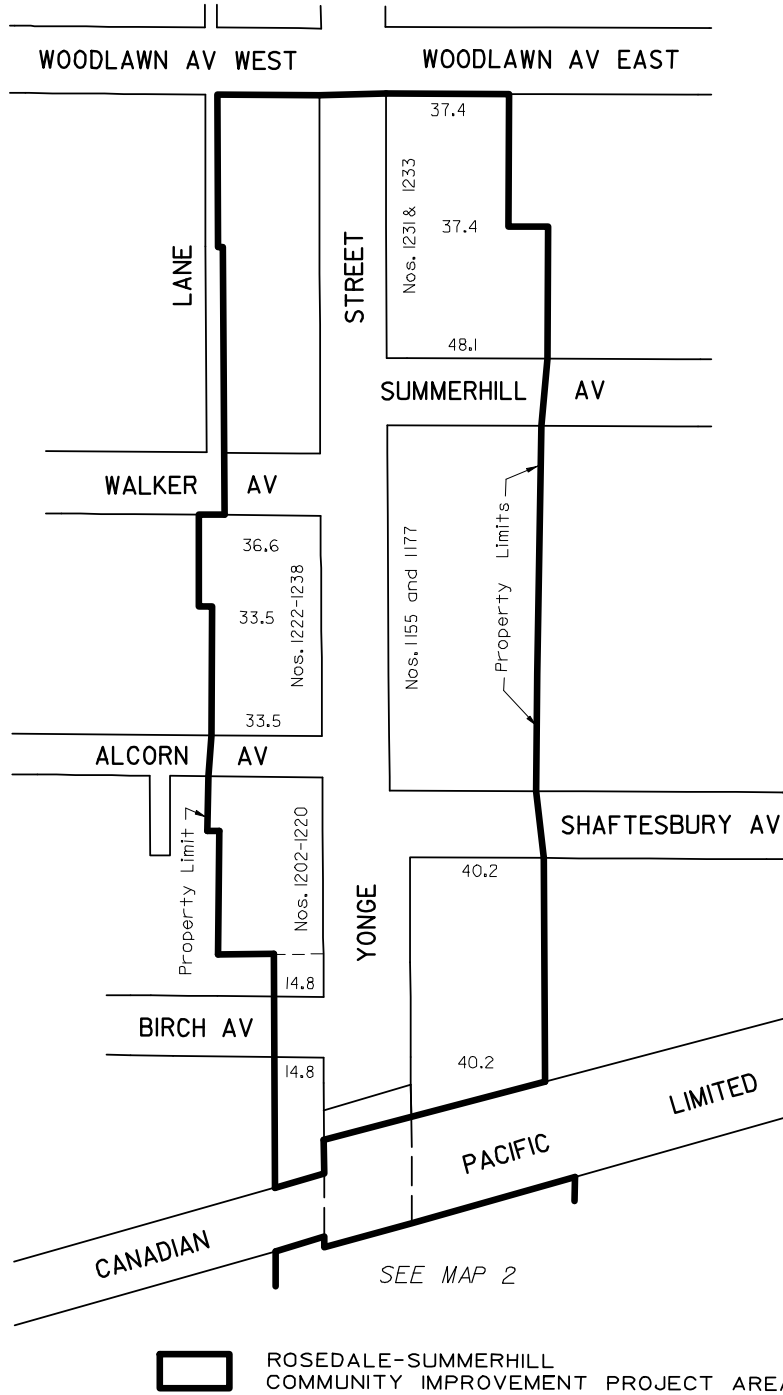 WOODLAWN AV WEST
WOODLAWN AV EAST
37.4
Nos. 1231 & 1233
37.4
LANE
STREET
48.1
SUMMERHILL AV
WALKER AV
Property Limits
36.6
33.5
Nos. 1222-1238
Nos. 1155 and 1177
33.5
ALCORN AV
Property Limit
Nos. 1202-1220
SHAFTESBURY AV
YONGE
40.2
14.8
BIRCH AV
14.8
40.2
CANADIAN PACIFIC LIMITED
SEE MAP 2
ROSEDALE-SUMMERHILL
COMMUNITY IMPROVEMENT PROJECT AREA